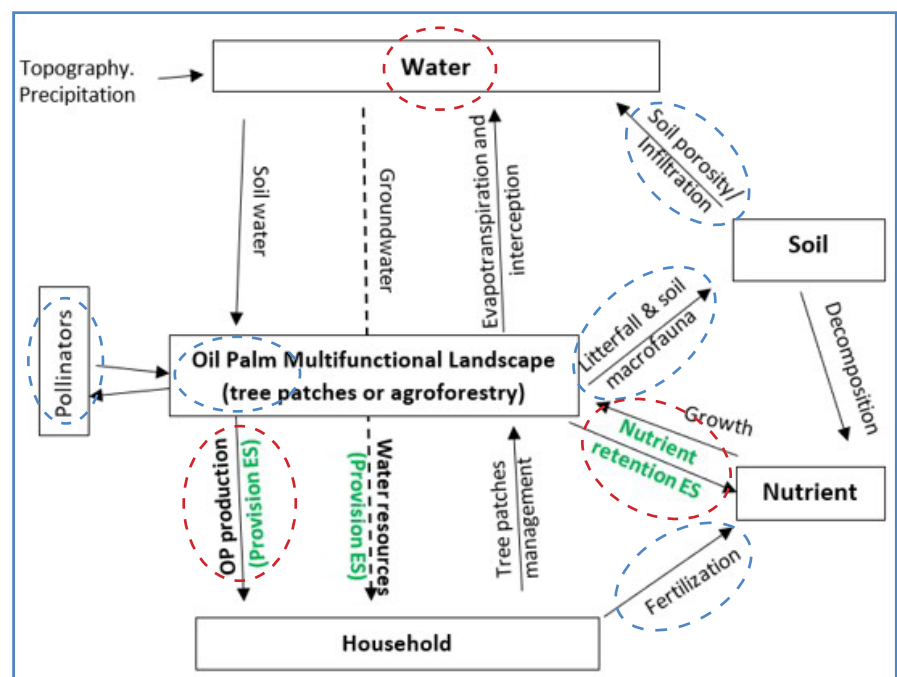 Water
Topography.
Precipitation
Soil porosity/
Infiltration
Soil water
Groundwater
Evapotranspiration and
interception
Soil
Pollinators
Oil Palm Multifunctional Landscape
(tree patches or agroforestry)
Litterfall & soil
macrofauna
Decomposition
Growth
Nutrient
retention ES
Nutrient
OP production
(Provision ES)
Water resources
(Provision ES)
Tree patches
management
Fertilization
Household